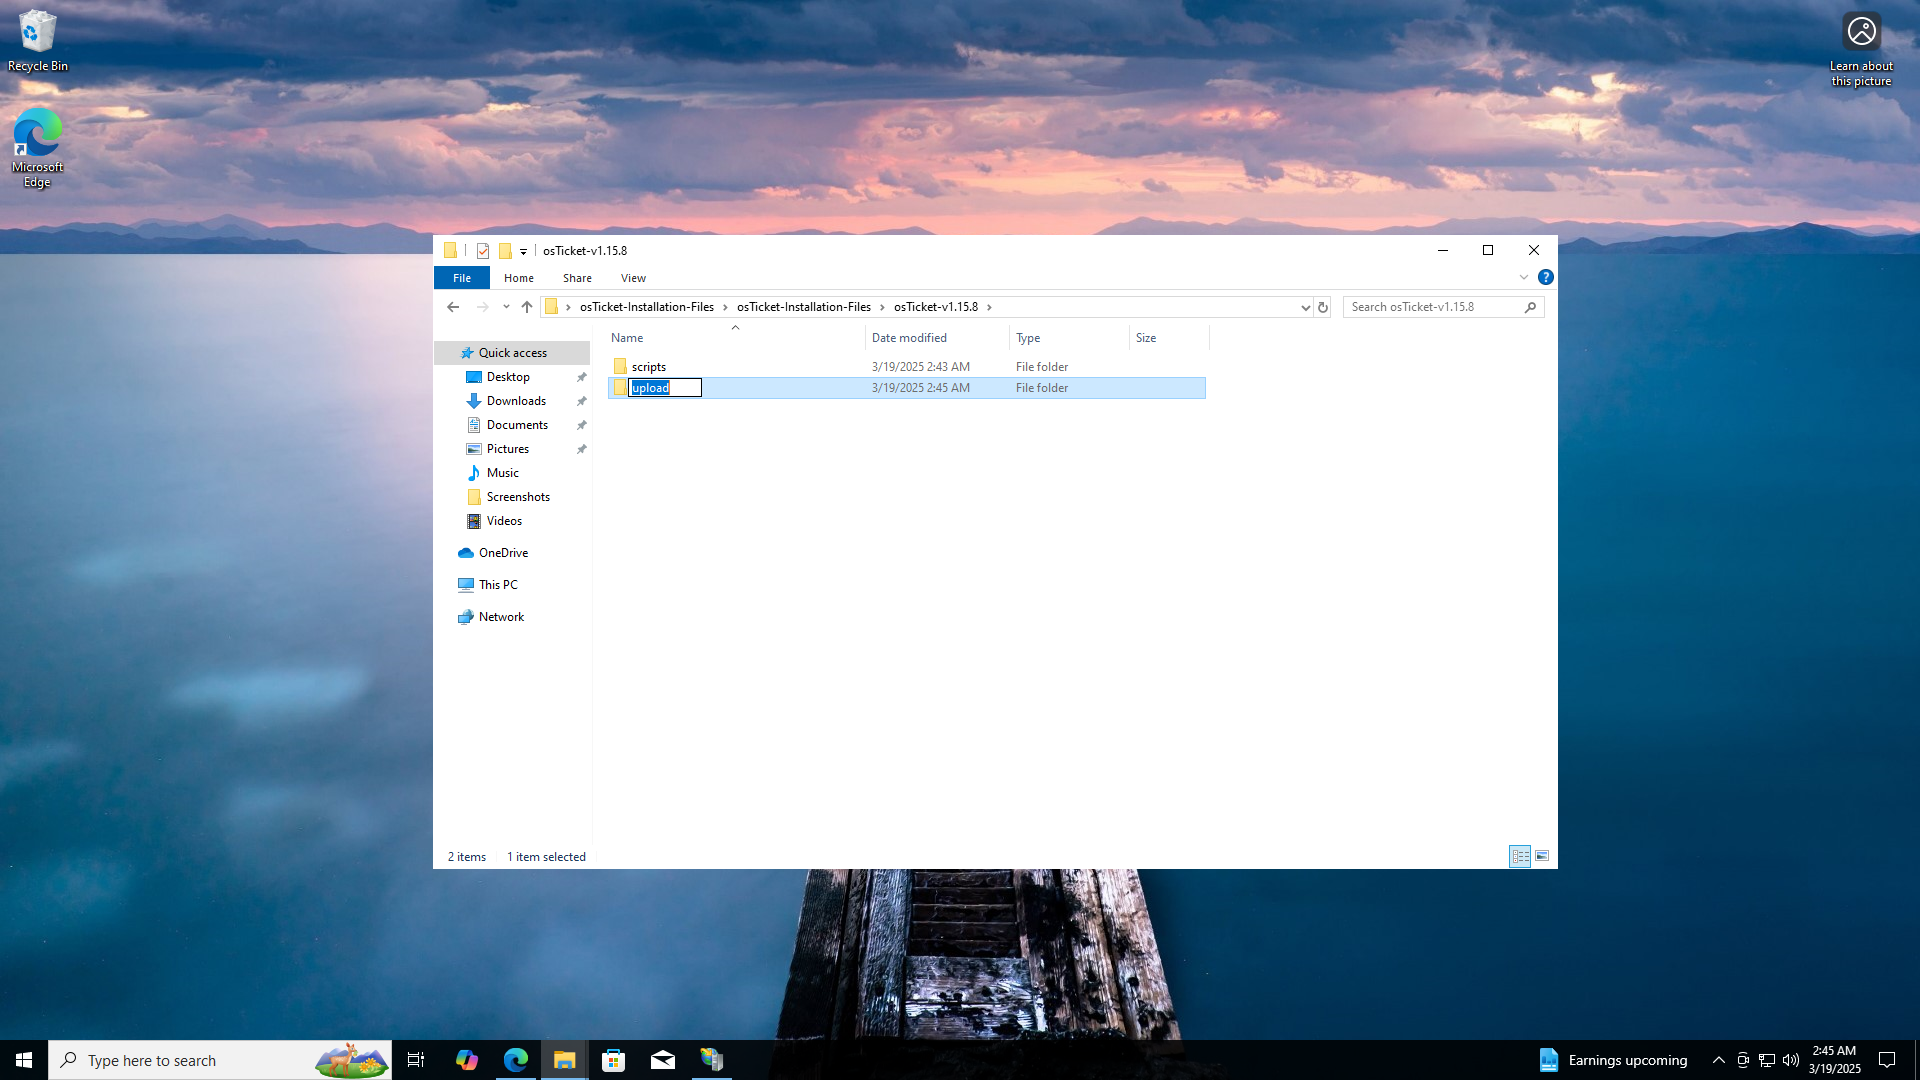 Recycle Bin
Microsoft
Edge
Learn about
this picture
osTicket-v1.15.8
File
Home
Share
View
osTicket-Installation-Files
osTicket-Installation-Files
osTicket-v1.15.8
Search osTicket-v1.15.8
Quick access
Desktop
Downloads
Documents
Pictures
Music
Screenshots
Videos
OneDrive
This PC
Network
Name
Date modified
Type
Size
scripts
3/19/2025 2:43 AM
File folder
upload
3/19/2025 2:45 AM
File folder
2 items
1 item selected
Type here to search
Earnings upcoming
2:45 AM
3/19/2025